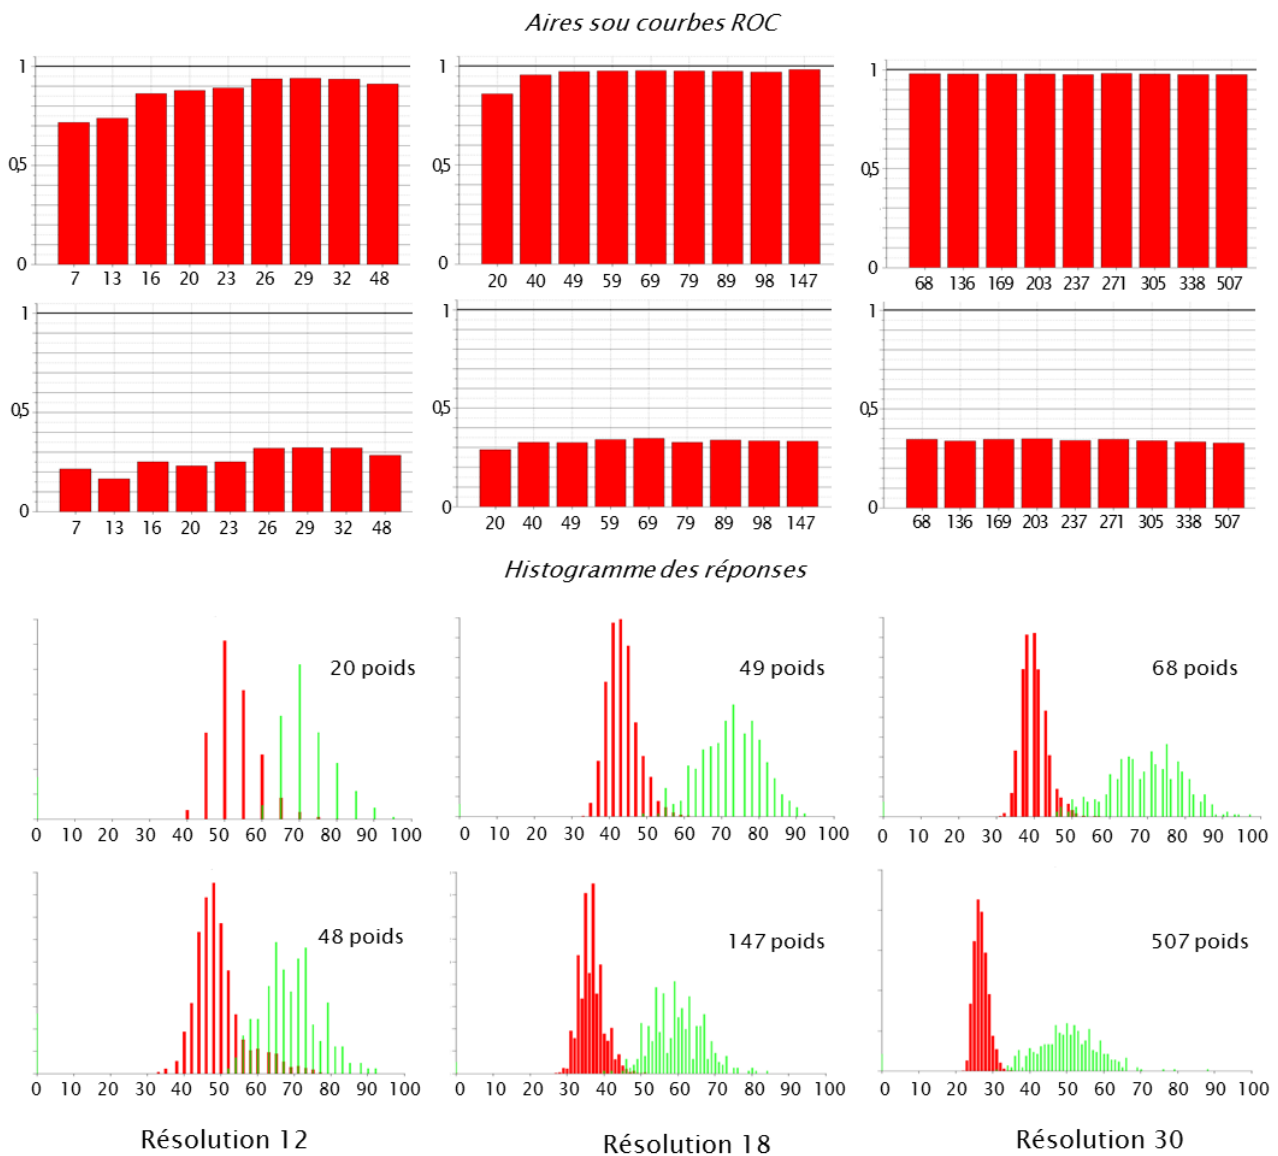 Aires sou courbes ROC
1 1 1
0,5 0,5 0,5
0 0 0
7 13 16 20 23 26 29 32 48
20 40 49 59 69 79 89 98 147
68 136 169 203 237 271 305 338 507
1 1 1
0,5 0,5 0,5
0 0 0
7 13 16 20 23 26 29 32 48
20 40 49 59 69 79 89 98 147
68 136 169 203 237 271 305 338 507
Histogramme des réponses
20 poids
49 poids
68 poids
0 10 20 30 40 50 60 70 80 90 100
0 10 20 30 40 50 60 70 80 90 100
0 10 20 30 40 50 60 70 80 90 100
48 poids
147 poids
507 poids
0 10 20 30 40 50 60 70 80 90 100
0 10 20 30 40 50 60 70 80 90 100
0 10 20 30 40 50 60 70 80 90 100
Résolution 12
Résolution 18
Résolution 30